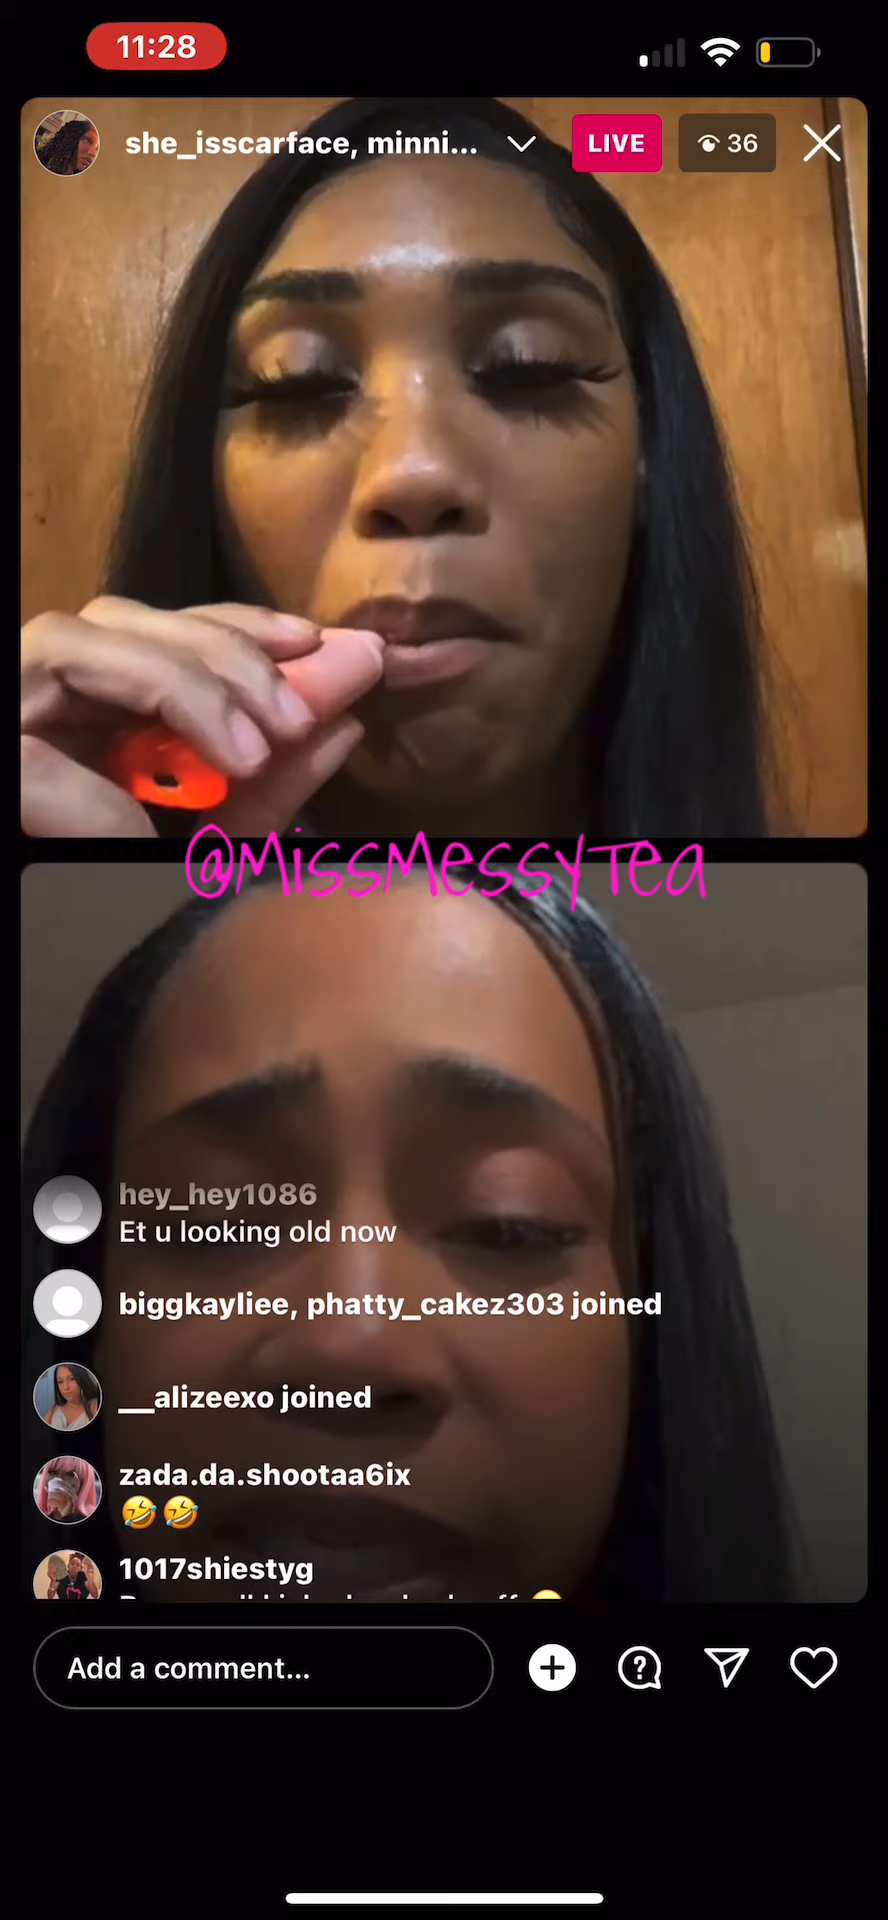 11:28
she_isscarface, minni...
LIVE
36
@MissMessyTea
hey_hey1086
Et u looking old now
biggkayliee, phatty_cakez303 joined
__alizeexo joined
zada.da.shootaa6ix
🤣🤣
1017shiestyg
Add a comment...